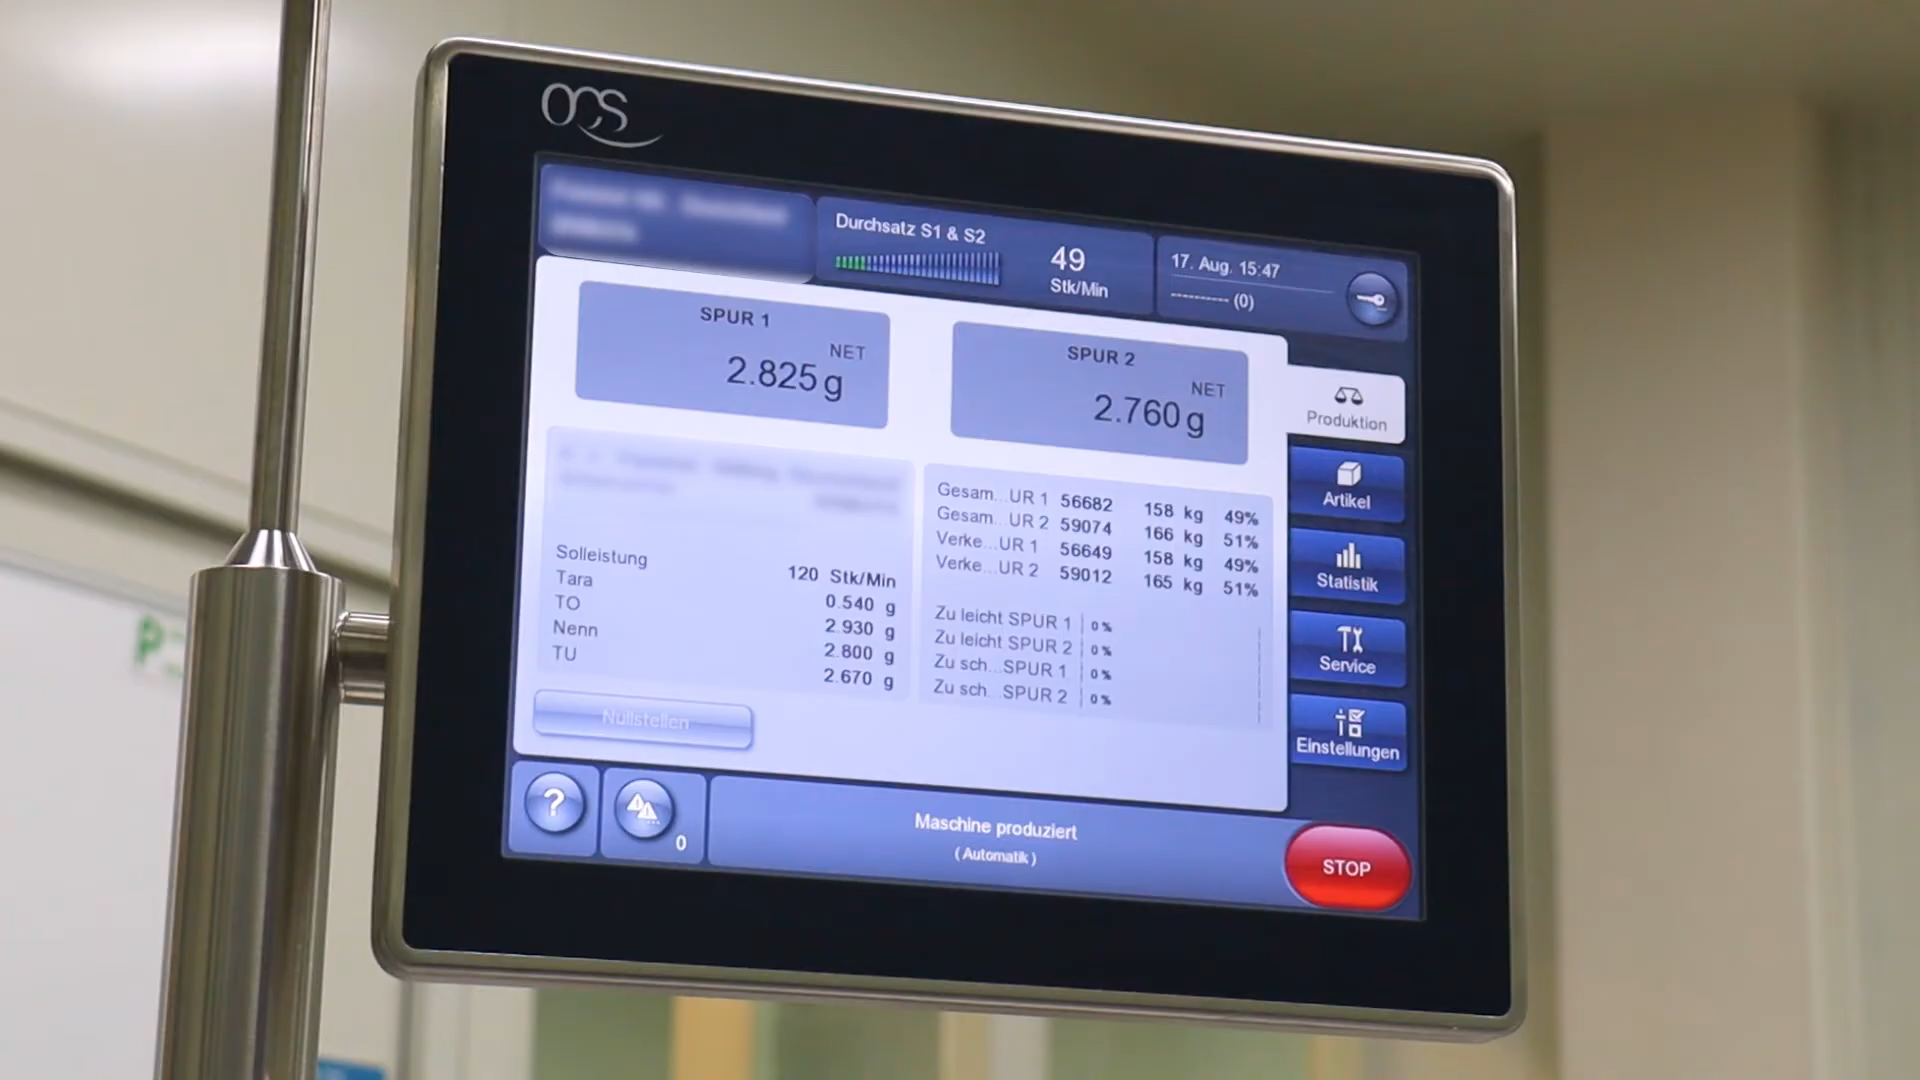 OCS
Durchsatz S1 & S2
49
Stk/Min
17. Aug. 15:47
---------- (0)
SPUR 1
NET
2.825 g
SPUR 2
NET
2.760 g
Produktion
Artikel
Statistik
Service
Einstellungen
Solleistung 120 Stk/Min
Tara 0.540 g
TO 2.930 g
Nenn 2.800 g
TU 2.670 g
Gesam...UR 1 56682 158 kg 49%
Gesam...UR 2 59074 166 kg 51%
Verke...UR 1 56649 158 kg 49%
Verke...UR 2 59012 165 kg 51%
Zu leicht SPUR 1 0 %
Zu leicht SPUR 2 0 %
Zu sch...SPUR 1 0 %
Zu sch...SPUR 2 0 %
Nullstellen
?
0
Maschine produziert
( Automatik )
STOP
P